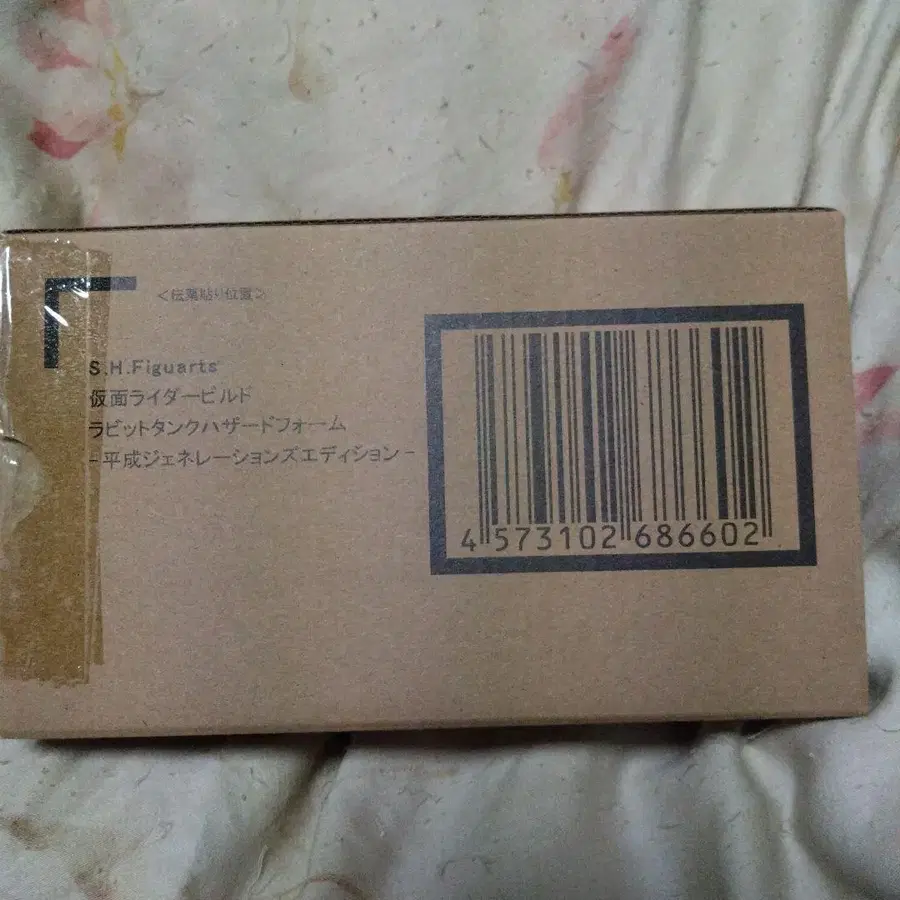 <伝票貼り位置>
S.H.Figuarts
仮面ライダービルド
ラビットタンクハザードフォーム
-平成ジェネレーションズエディション-
4 573102 686602